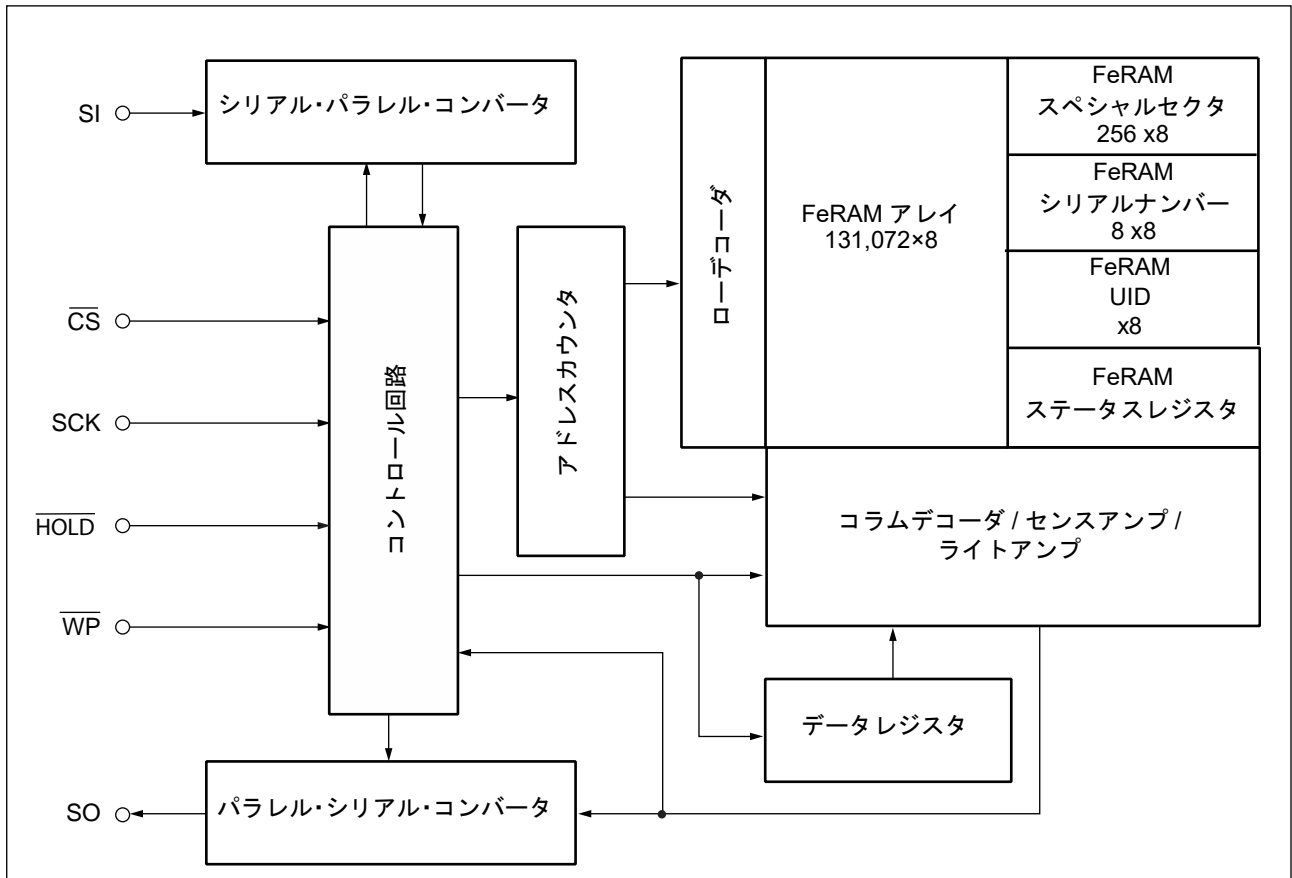 シリアル・パラレル・コンバータ
SI
FeRAM
スペシャルセクタ
256 x8
FeRAM
シリアルナンバー
8 x8
FeRAM
UID
x8
FeRAM
ステータスレジスタ
ローデコーダ
FeRAM アレイ
131,072×8
CS
SCK
HOLD
WP
コントロール回路
アドレスカウンタ
コラムデコーダ / センスアンプ /
ライトアンプ
データレジスタ
パラレル・シリアル・コンバータ
SO